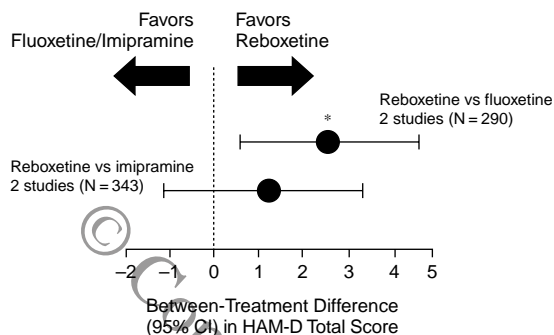 Favors
Fluoxetine/Imipramine
Favors
Reboxetine
Reboxetine vs fluoxetine
2 studies (N = 290)
*
Reboxetine vs imipramine
2 studies (N = 343)
©
–2 –1 0 1 2 3 4 5
Between-Treatment Difference
(95% CI) in HAM-D Total Score